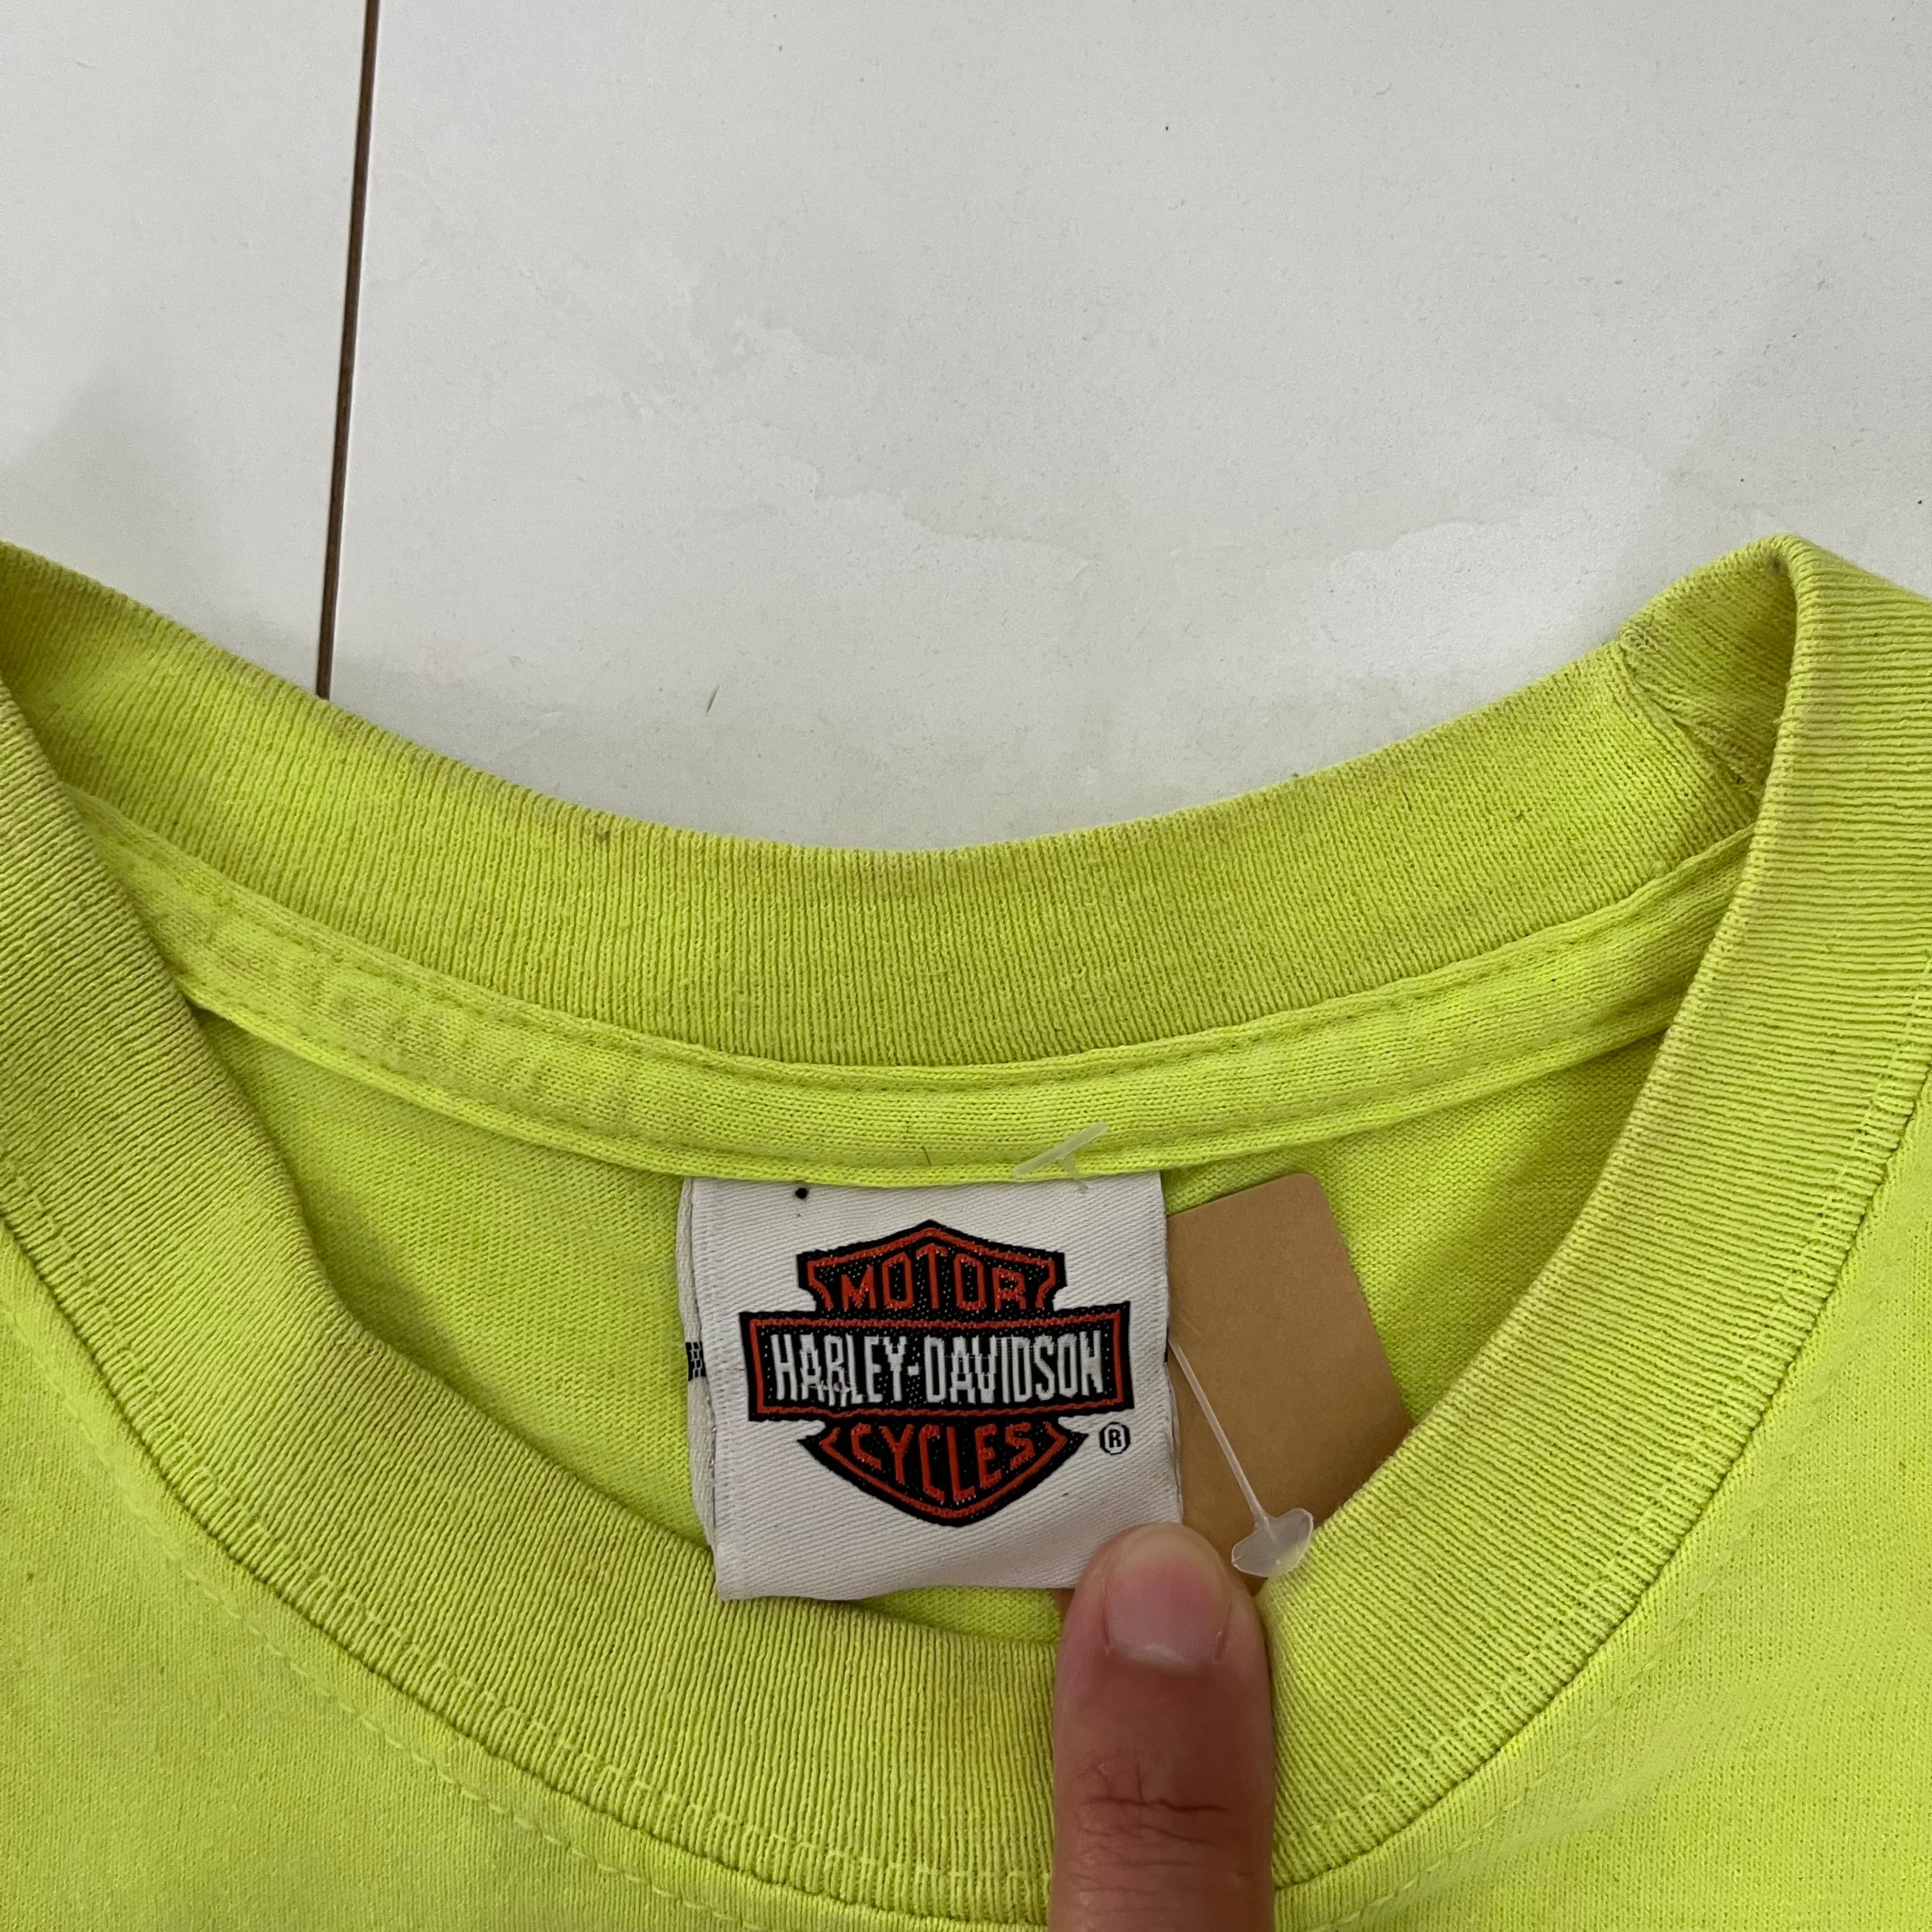 MOTOR
HARLEY-DAVIDSON
CYCLES
®